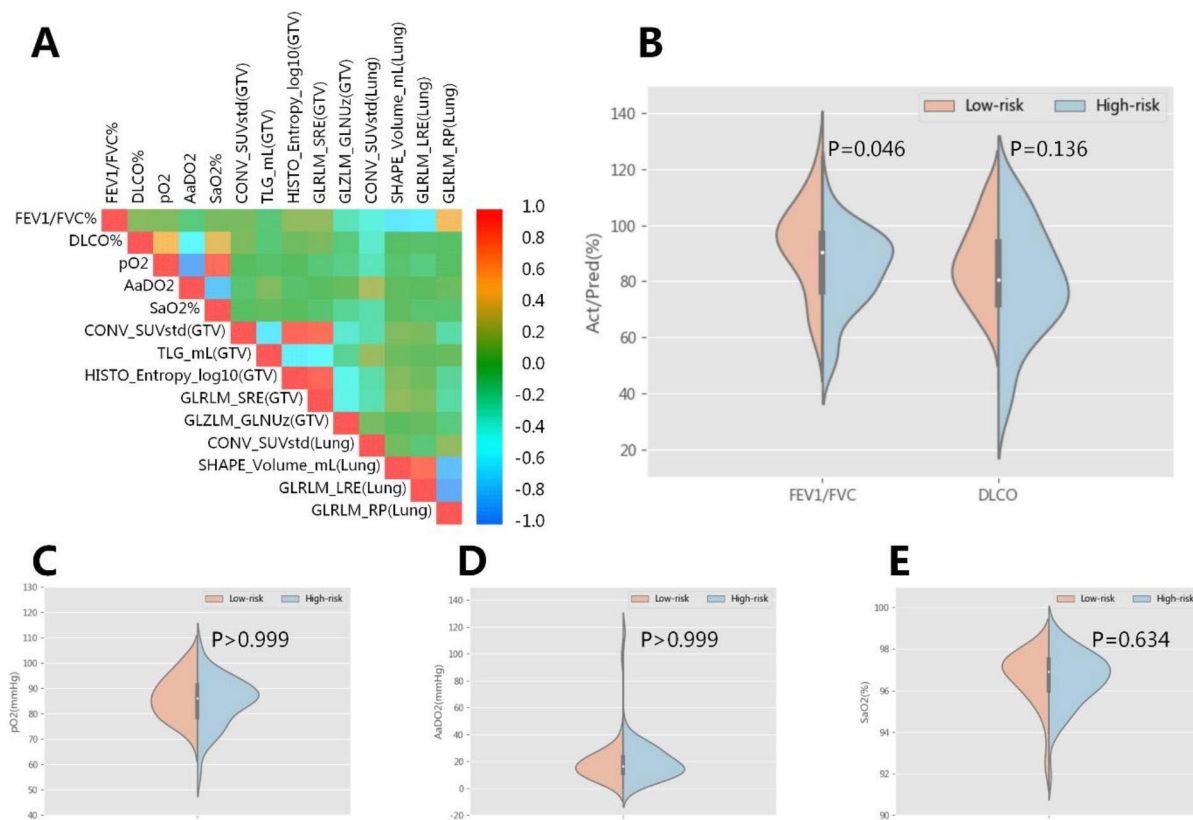 A
FEV1/FVC%
DLCO%
pO2
AaDO2
SaO2%
CONV_SUVstd(GTV)
TLG_mL(GTV)
HISTO_Entropy_log10(GTV)
GLRLM_SRE(GTV)
GLZLM_GLNUz(GTV)
CONV_SUVstd(Lung)
SHAPE_Volume_mL(Lung)
GLRLM_LRE(Lung)
GLRLM_RP(Lung)
FEV1/FVC%
DLCO%
pO2
AaDO2
SaO2%
CONV_SUVstd(GTV)
TLG_mL(GTV)
HISTO_Entropy_log10(GTV)
GLRLM_SRE(GTV)
GLZLM_GLNUz(GTV)
CONV_SUVstd(Lung)
SHAPE_Volume_mL(Lung)
GLRLM_LRE(Lung)
GLRLM_RP(Lung)
1.0
0.8
0.6
0.4
0.2
0.0
-0.2
-0.4
-0.6
-0.8
-1.0
B
Low-risk High-risk
P=0.046 P=0.136
Act/Pred(%)
140
120
100
80
60
40
20
FEV1/FVC DLCO
C
Low-risk High-risk
P>0.999
pO2(mmHg)
130
120
110
100
90
80
70
60
50
40
D
Low-risk High-risk
P>0.999
AaDO2(mmHg)
149
120
100
80
60
40
20
0
-20
E
Low-risk High-risk
P=0.634
SaO2(%)
100
98
96
94
92
90